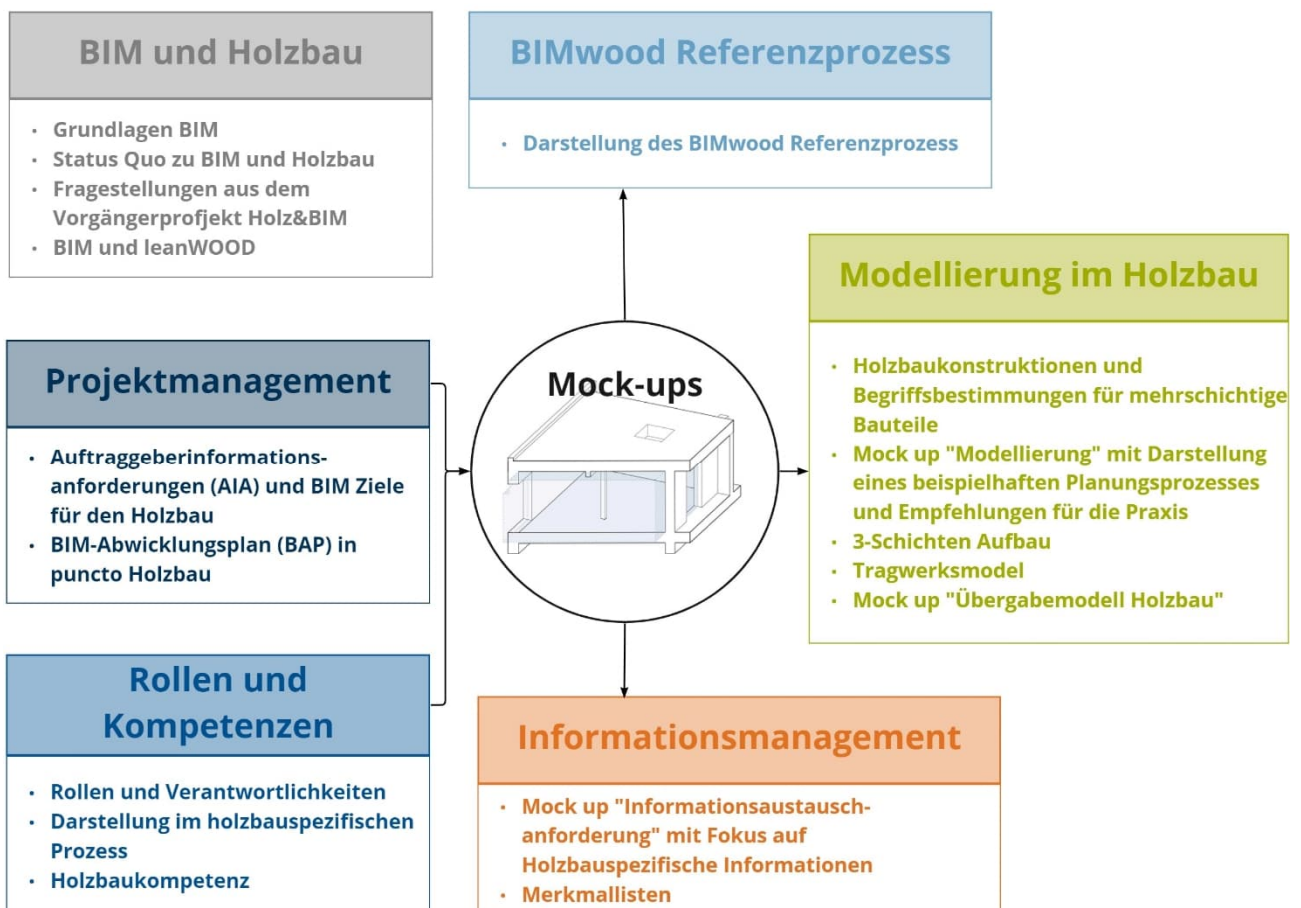 BIM und Holzbau
· Grundlagen BIM
· Status Quo zu BIM und Holzbau
· Fragestellungen aus dem
Vorgängerprofjekt Holz&BIM
· BIM und leanWOOD
BIMwood Referenzprozess
· Darstellung des BIMwood Referenzprozess
Projektmanagement
· Auftraggeberinformations-
anforderungen (AIA) und BIM Ziele
für den Holzbau
· BIM-Abwicklungsplan (BAP) in
puncto Holzbau
Mock-ups
Modellierung im Holzbau
· Holzbaukonstruktionen und
Begriffsbestimmungen für mehrschichtige
Bauteile
· Mock up "Modellierung" mit Darstellung
eines beispielhaften Planungsprozesses
und Empfehlungen für die Praxis
· 3-Schichten Aufbau
· Tragwerksmodel
· Mock up "Übergabemodell Holzbau"
Rollen und
Kompetenzen
· Rollen und Verantwortlichkeiten
· Darstellung im holzbauspezifischen
Prozess
· Holzbaukompetenz
Informationsmanagement
· Mock up "Informationsaustausch-
anforderung" mit Fokus auf
Holzbauspezifische Informationen
· Merkmallisten